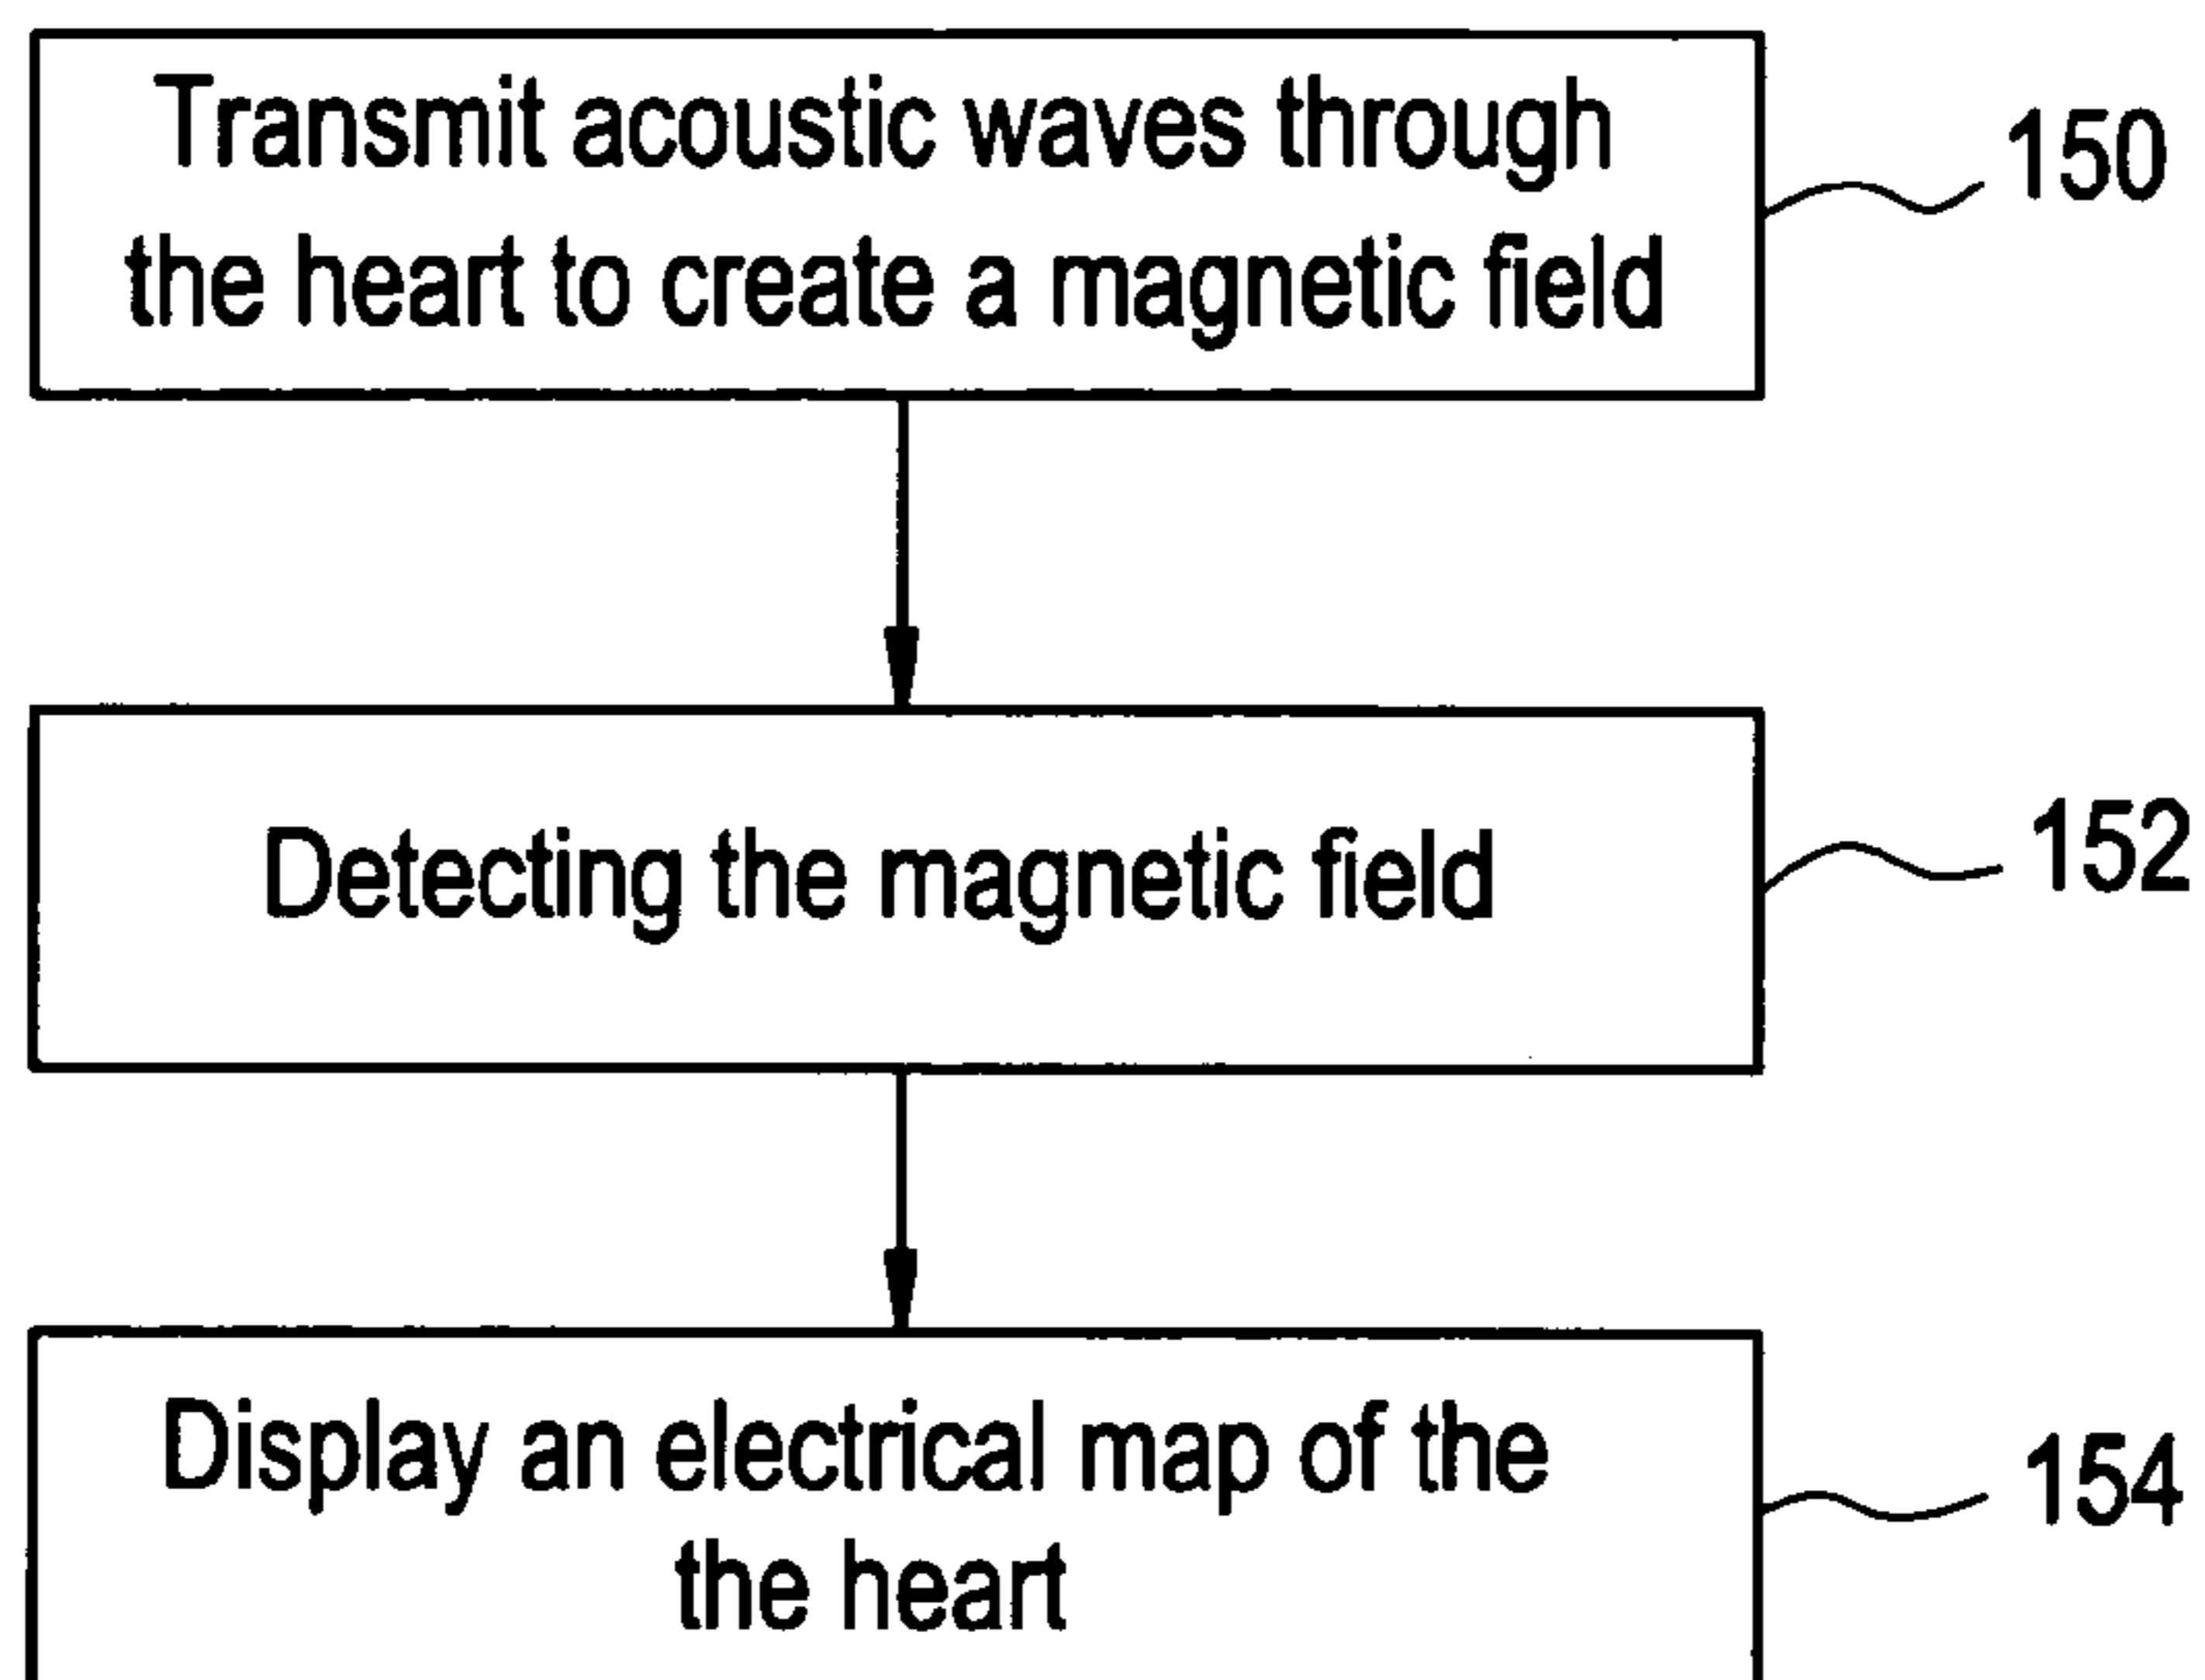 Transmit acoustic waves through
the heart to create a magnetic field
150
Detecting the magnetic field
152
Display an electrical map of the
the heart
154